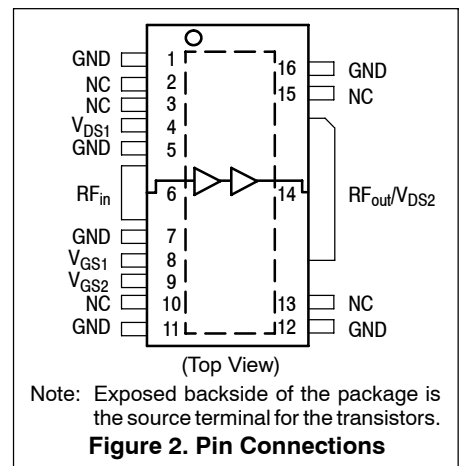 GND 1 16 GND
NC 2 15 NC
NC 3
VDS1 4
GND 5
RFin 6 14 RFout/VDS2
GND 7
VGS1 8
VGS2 9
NC 10 13 NC
GND 11 12 GND
(Top View)
Note: Exposed backside of the package is
the source terminal for the transistors.
Figure 2. Pin Connections